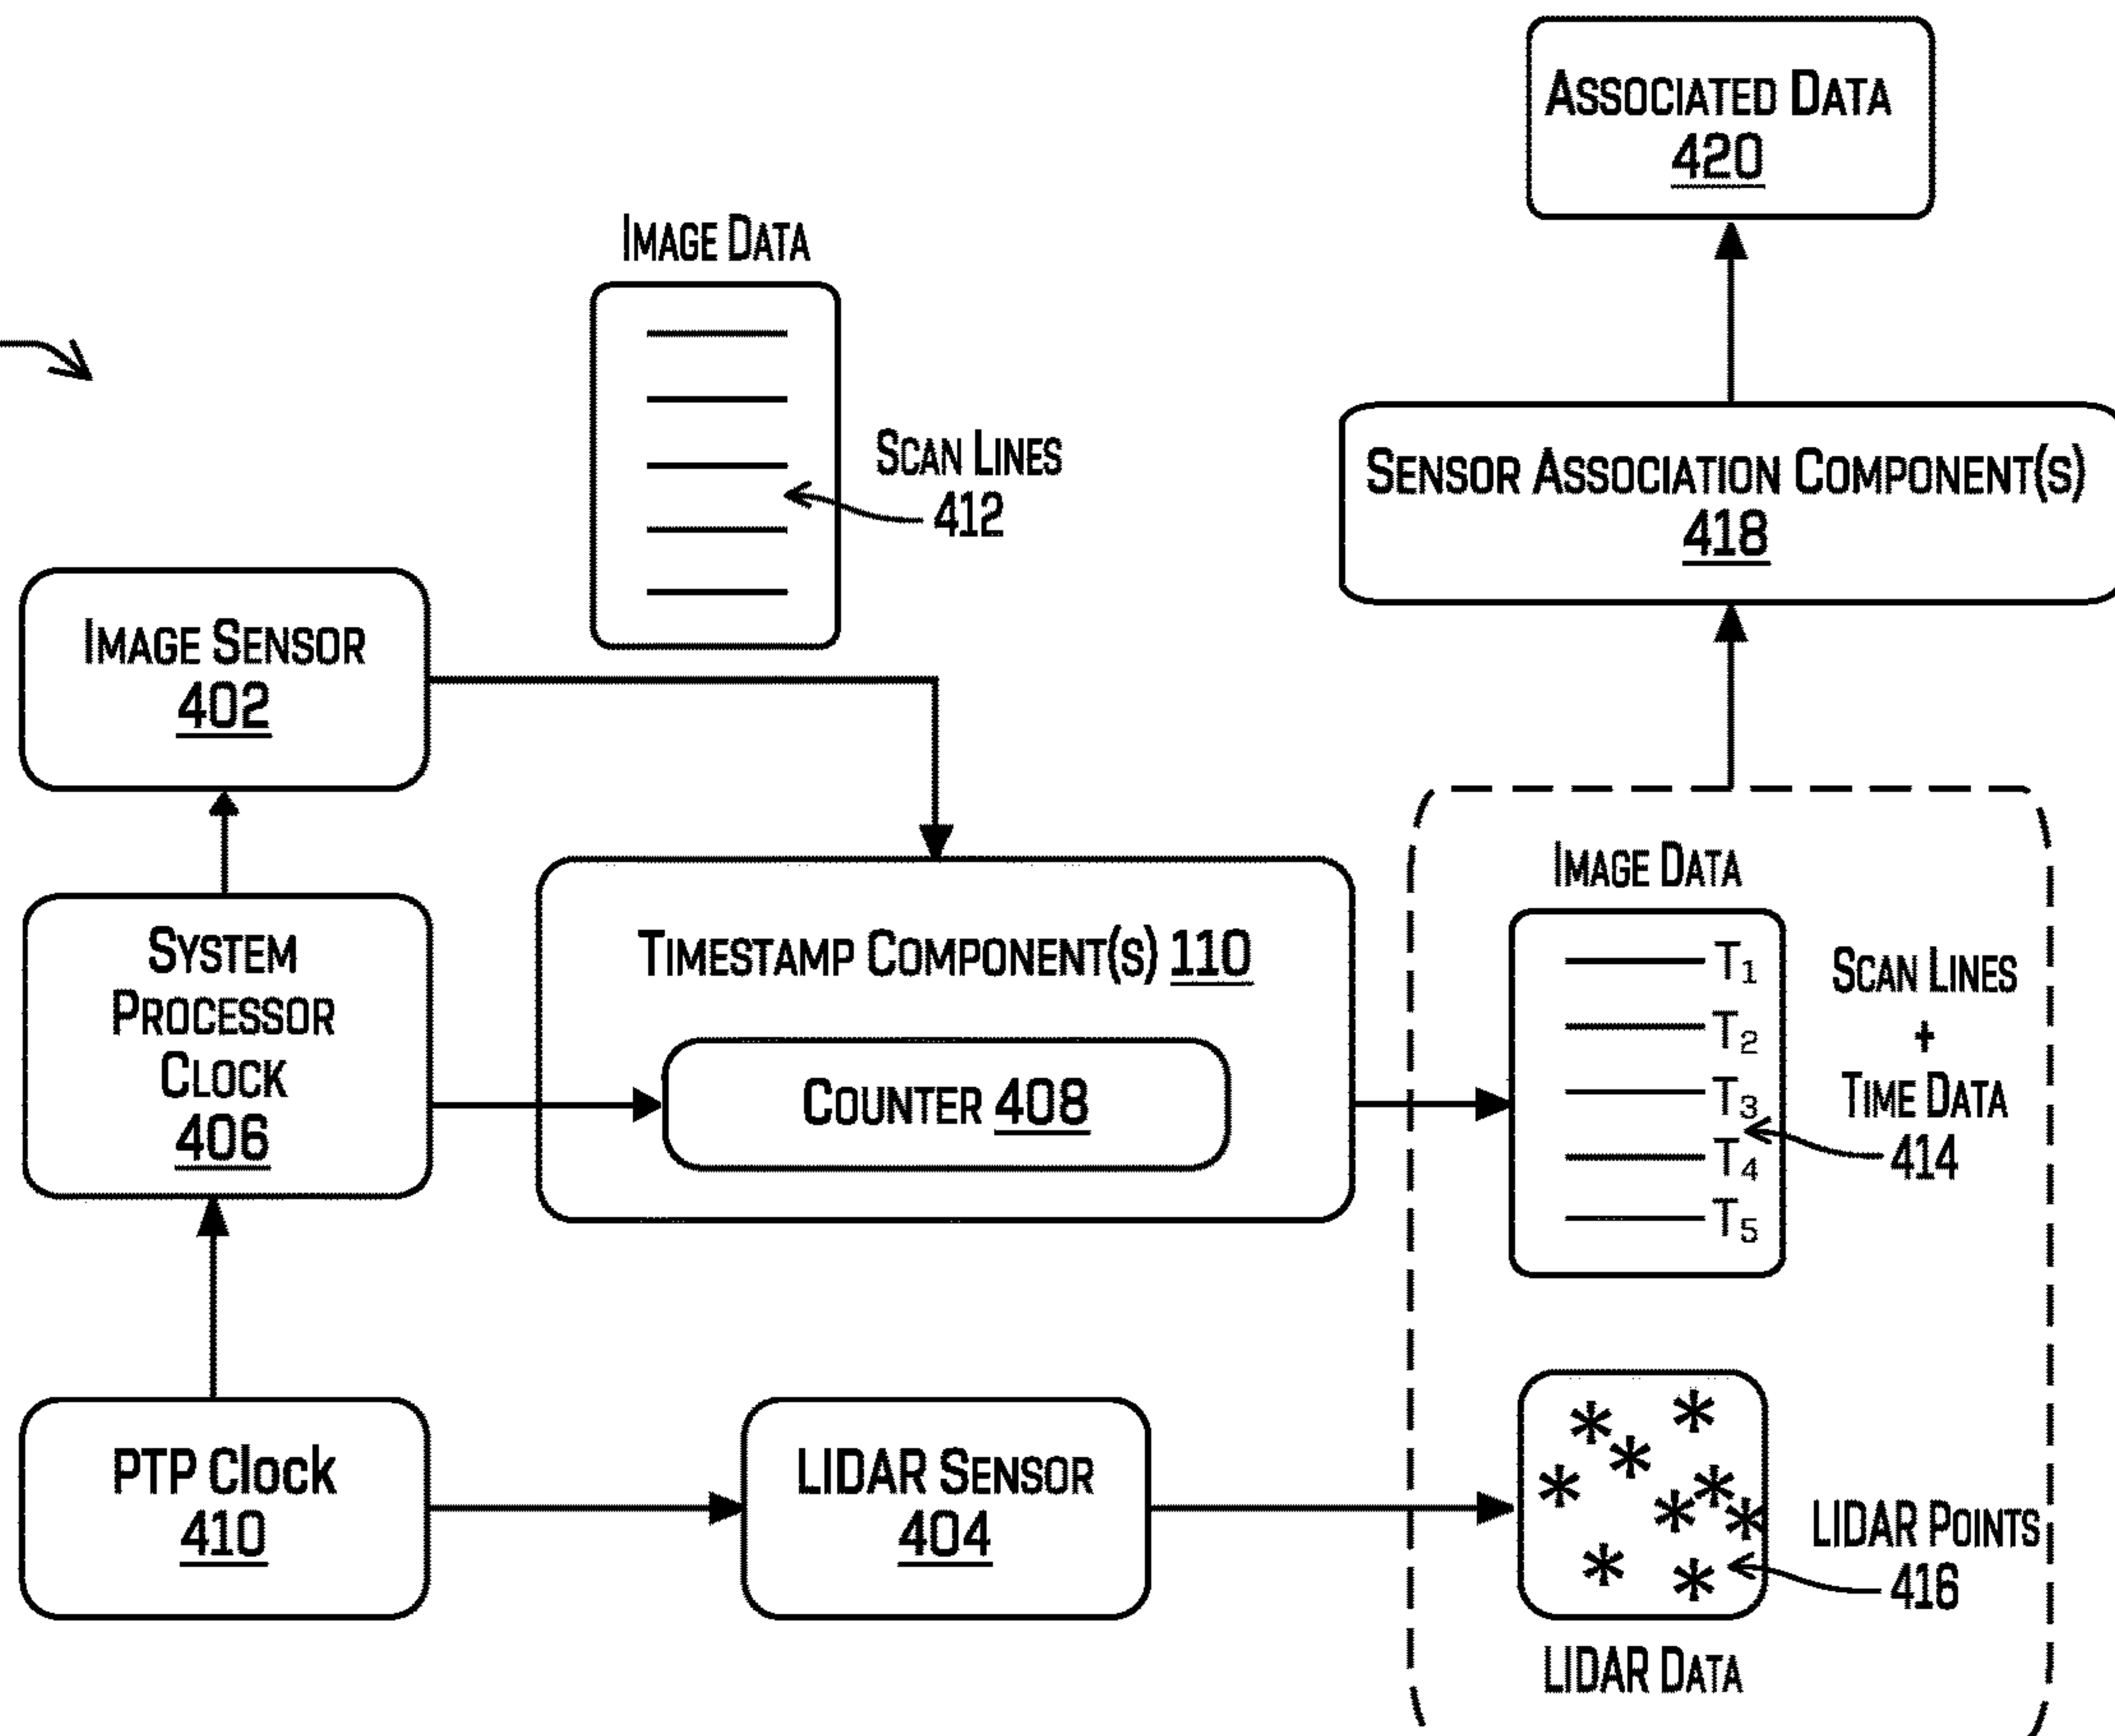 ASSOCIATED DATA
420
IMAGE DATA
SCAN LINES
412
SENSOR ASSOCIATION COMPONENT(S)
418
IMAGE SENSOR
402
SYSTEM
PROCESSOR
CLOCK
406
TIMESTAMP COMPONENT(S) 110
COUNTER 408
IMAGE DATA
T1
T2
T3
T4
T5
SCAN LINES
+
TIME DATA
414
PTP Clock
410
LIDAR SENSOR
404
LIDAR POINTS
416
LIDAR DATA